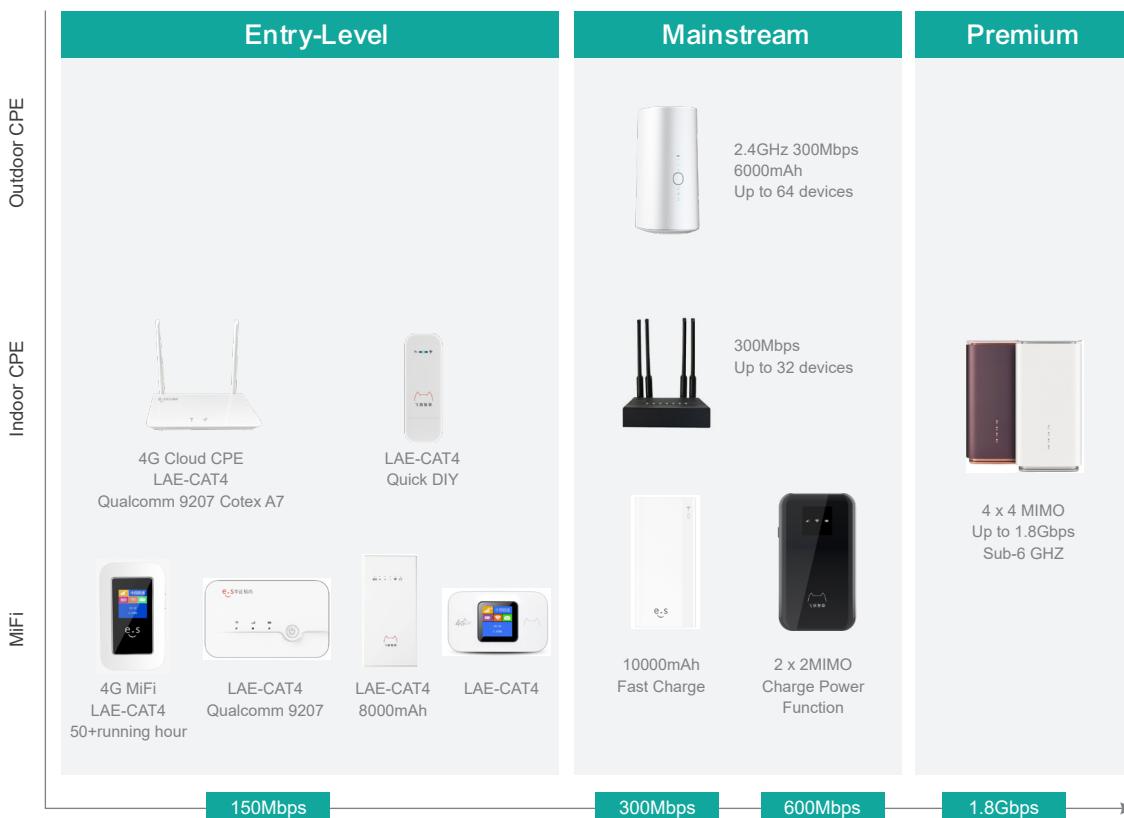 Entry-Level
Mainstream
Premium
Outdoor CPE
2.4GHz 300Mbps
6000mAh
Up to 64 devices
Indoor CPE
4G Cloud CPE
LAE-CAT4
Qualcomm 9207 Cotex A7
LAE-CAT4
Quick DIY
300Mbps
Up to 32 devices
4 x 4 MIMO
Up to 1.8Gbps
Sub-6 GHZ
MiFi
e.s
4G MiFi
LAE-CAT4
50+running hour
e.s
LAE-CAT4
Qualcomm 9207
LAE-CAT4
8000mAh
LAE-CAT4
e.s
10000mAh
Fast Charge
2 x 2MIMO
Charge Power
Function
150Mbps
300Mbps
600Mbps
1.8Gbps